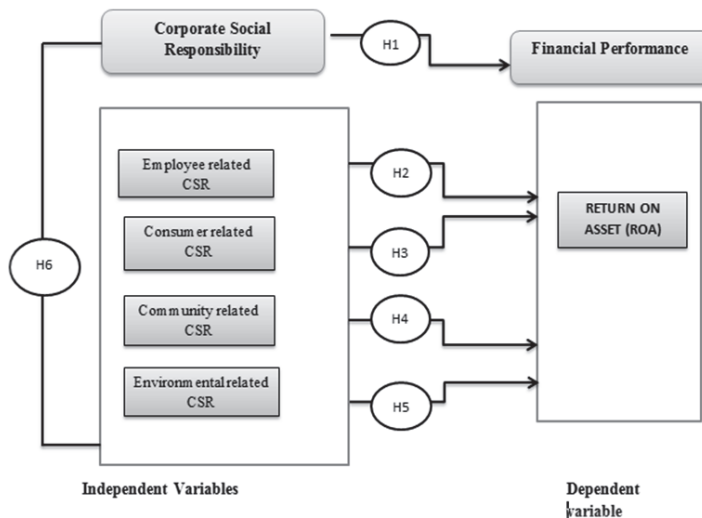 Corporate Social
Responsibility
H1
Financial Performance
Employee related
CSR
H2
Consumer related
CSR
H3
RETURN ON
ASSET (ROA)
H6
Community related
CSR
H4
Environmental related
CSR
H5
Independent Variables
Dependent
variable